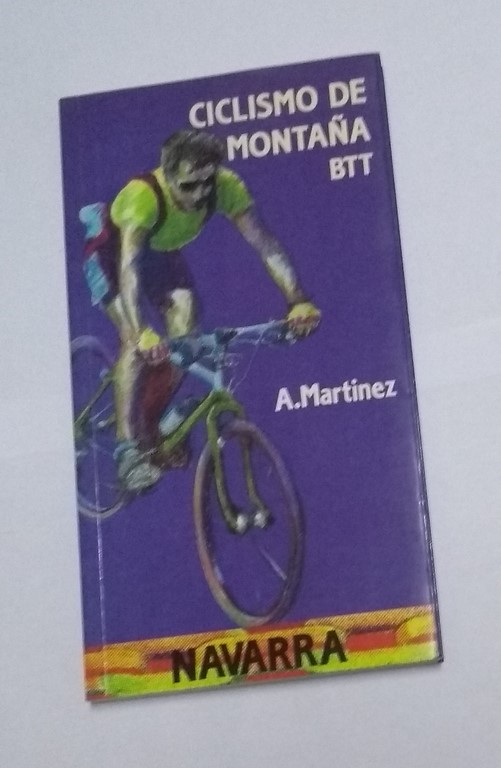 CICLISMO DE
MONTAÑA
BTT
A.Martinez
NAVARRA